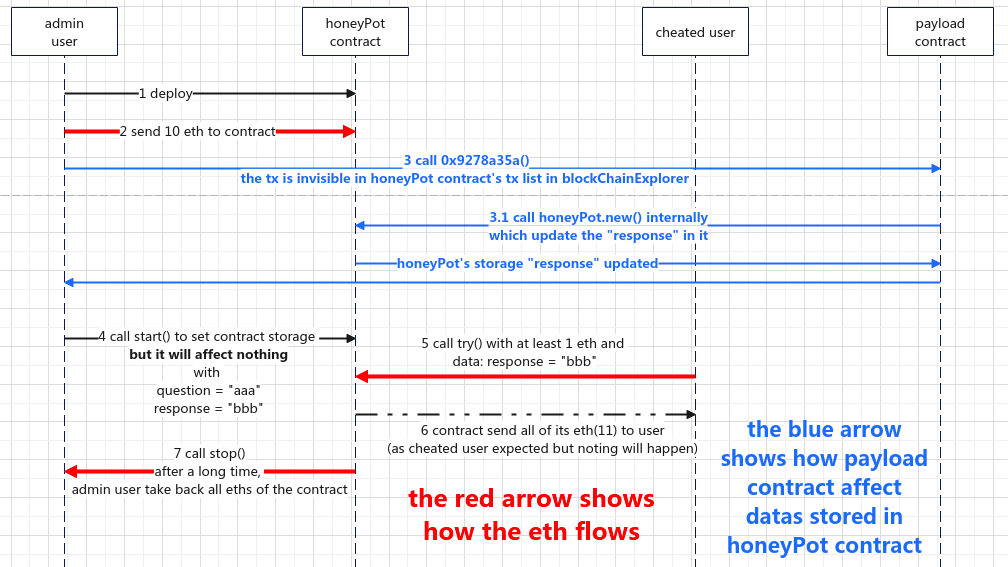 admin
user
honeyPot
contract
cheated user
payload
contract
1 deploy
2 send 10 eth to contract
3 call 0x9278a35a()
the tx is invisible in honeyPot contract's tx list in blockChainExplorer
3.1 call honeyPot.new() internally
which update the "response" in it
honeyPot's storage "response" updated
4 call start() to set contract storage
but it will affect nothing
with
question = "aaa"
response = "bbb"
5 call try() with at least 1 eth and
data: response = "bbb"
6 contract send all of its eth(11) to user
(as cheated user expected but noting will happen)
7 call stop()
after a long time,
admin user take back all eths of the contract
the red arrow shows
how the eth flows
the blue arrow
shows how payload
contract affect
datas stored in
honeyPot contract